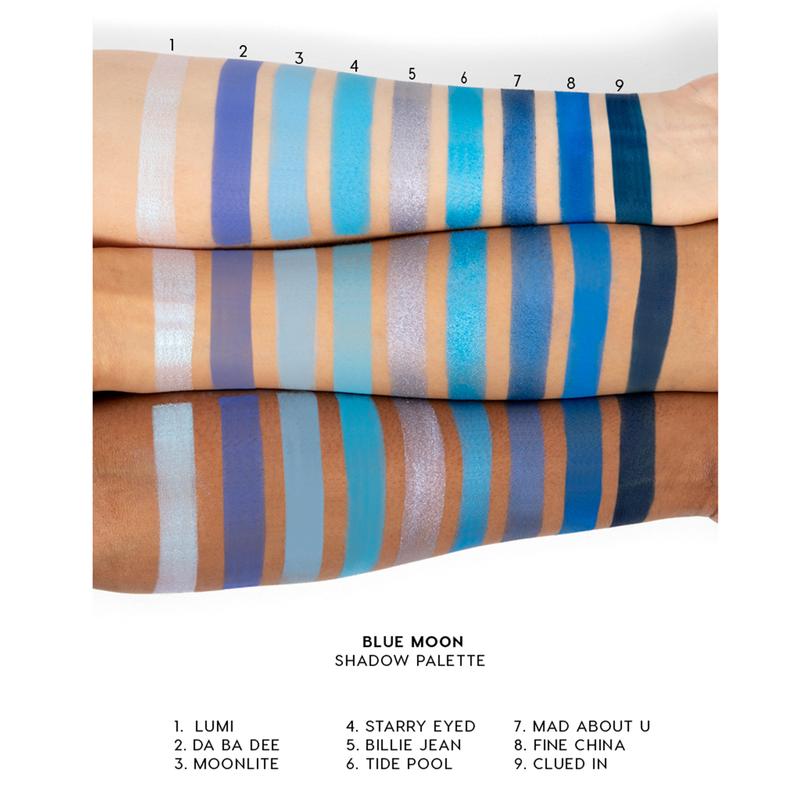 1 2 3 4 5 6 7 8 9
BLUE MOON
SHADOW PALETTE
1. LUMI
2. DA BA DEE
3. MOONLITE
4. STARRY EYED
5. BILLIE JEAN
6. TIDE POOL
7. MAD ABOUT U
8. FINE CHINA
9. CLUED IN